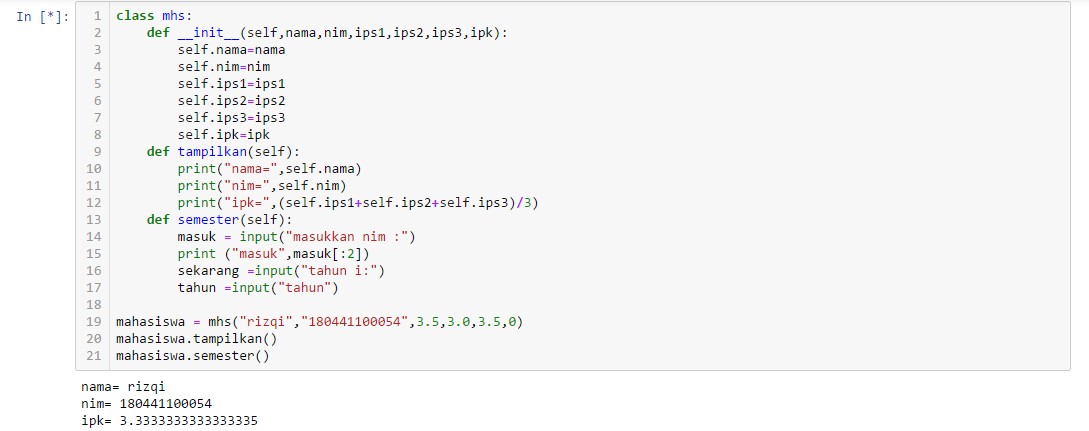 In [*]:
1 class mhs:
2     def __init__(self,nama,nim,ips1,ips2,ips3,ipk):
3         self.nama=nama
4         self.nim=nim
5         self.ips1=ips1
6         self.ips2=ips2
7         self.ips3=ips3
8         self.ipk=ipk
9     def tampilkan(self):
10         print("nama=",self.nama)
11         print("nim=",self.nim)
12         print("ipk=",(self.ips1+self.ips2+self.ips3)/3)
13     def semester(self):
14         masuk = input("masukkan nim :")
15         print ("masuk",masuk[:2])
16         sekarang =input("tahun i:")
17         tahun =input("tahun")
18
19 mahasiswa = mhs("rizqi","180441100054",3.5,3.0,3.5,0)
20 mahasiswa.tampilkan()
21 mahasiswa.semester()
nama= rizqi
nim= 180441100054
ipk= 3.3333333333333335